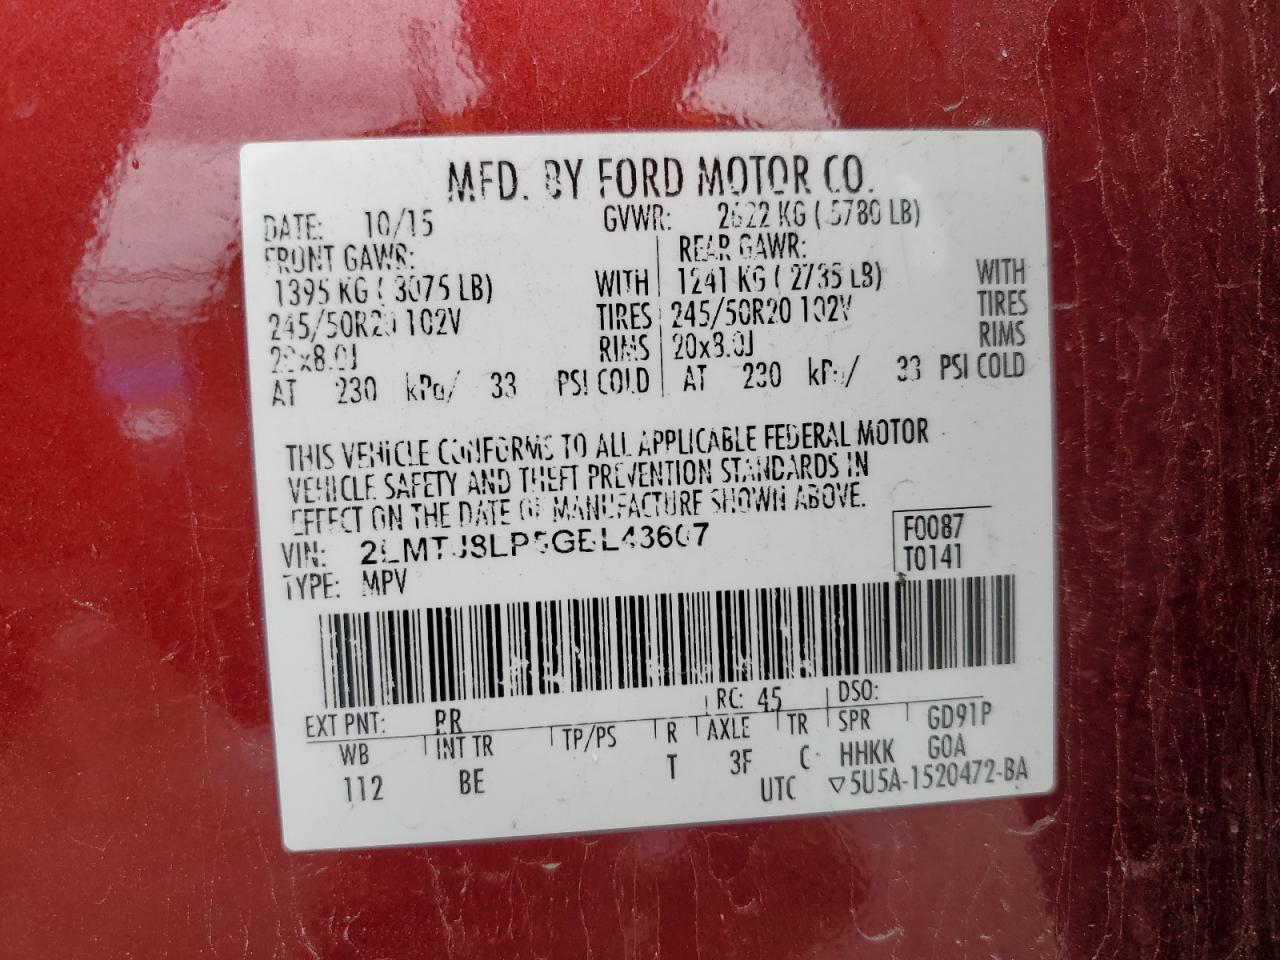 MFD. BY FORD MOTOR CO.
DATE: 10/15 GVWR: 2622 KG ( 5780 LB)
FRONT GAWR: REAR GAWR:
1395 KG ( 3075 LB) WITH 1241 KG ( 2735 LB) WITH
245/50R20 102V TIRES 245/50R20 102V TIRES
20x8.0J RIMS 20x8.0J RIMS
AT 230 kPa/ 33 PSI COLD AT 230 kPa/ 33 PSI COLD
THIS VEHICLE CONFORMS TO ALL APPLICABLE FEDERAL MOTOR
VEHICLE SAFETY AND THEFT PREVENTION STANDARDS IN
EFFECT ON THE DATE OF MANUFACTURE SHOWN ABOVE.
VIN: F0087
TYPE: MPV T0141
EXT PNT: RR RC: 45 DSO:
WB INT TR TP/PS R AXLE TR SPR GD91P
112 BE T 3F C HHKK GOA
UTC ▽5U5A-1520472-BA